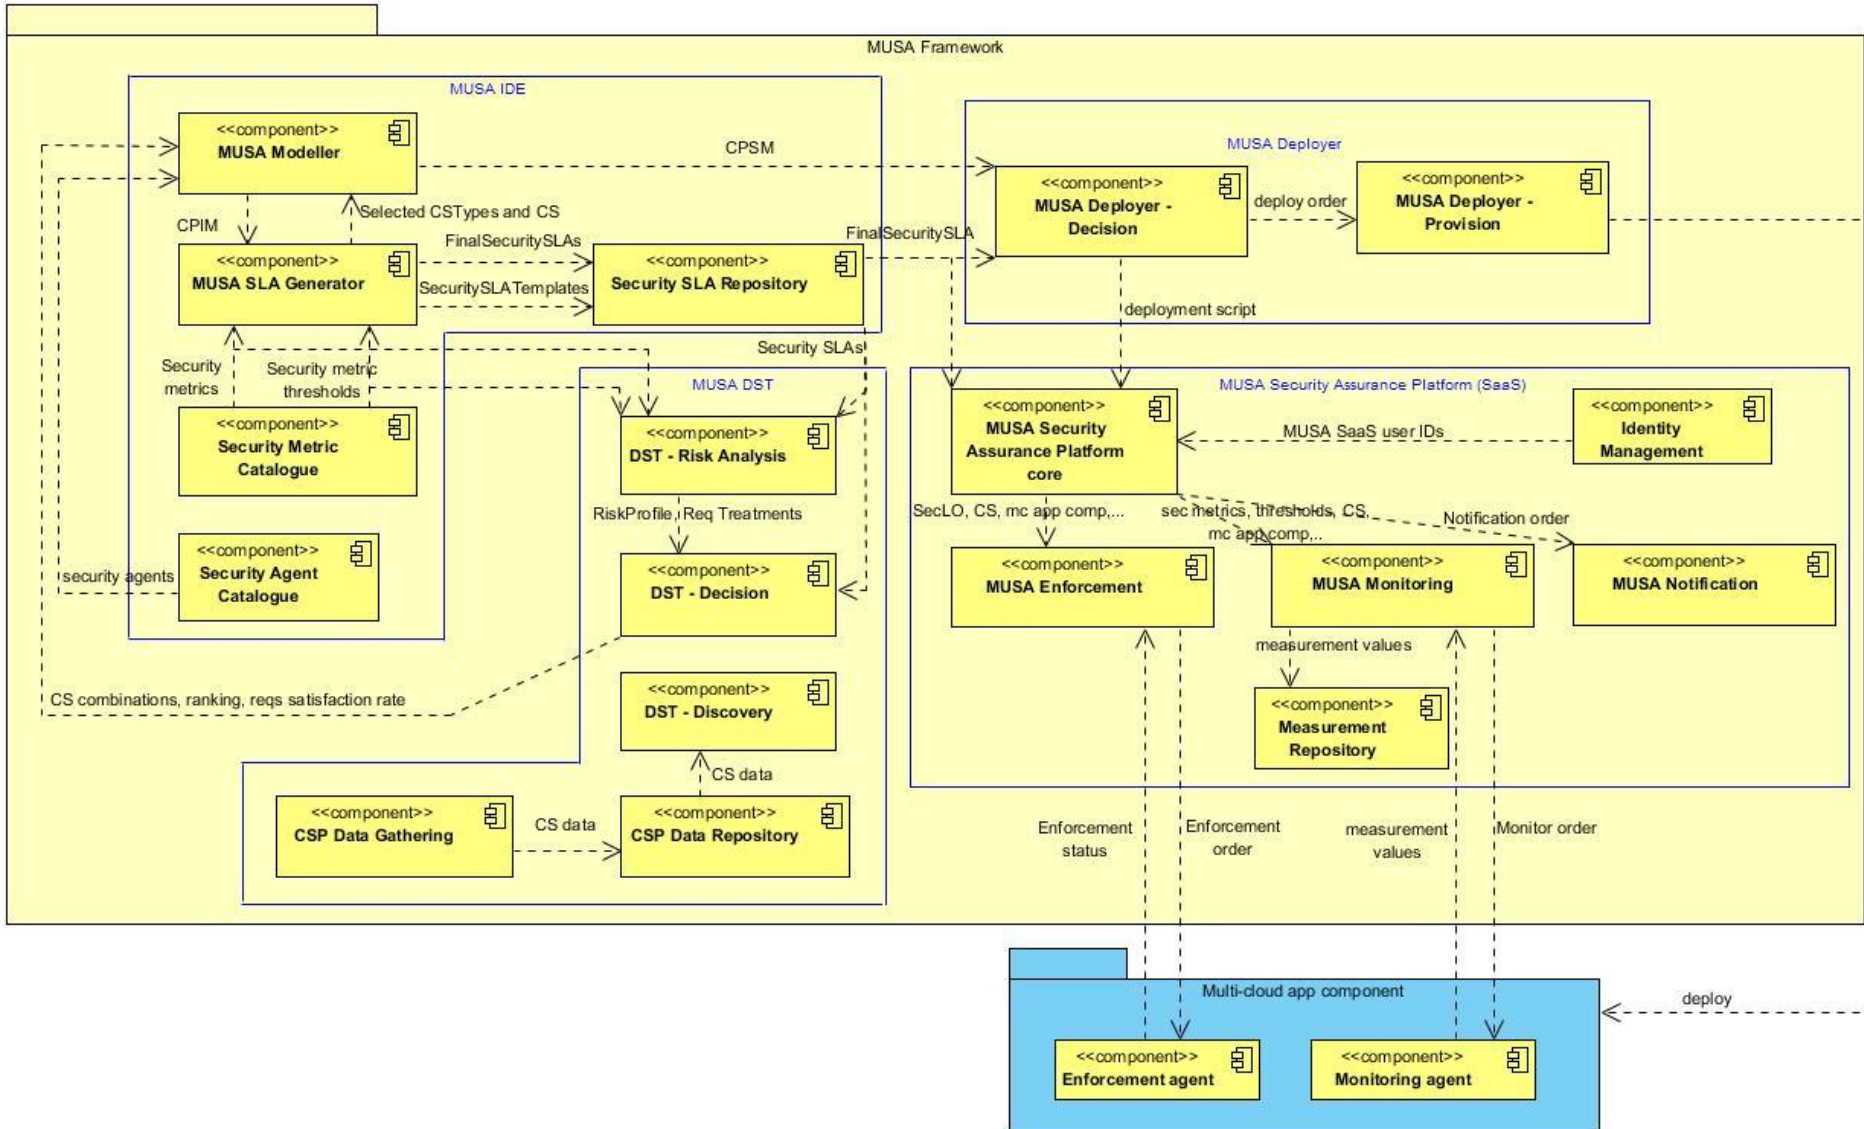 MUSA Framework
MUSA IDE
<<component>>
MUSA Modeller
CPSM
CPIM
Selected CSTypes and CS
<<component>>
MUSA SLA Generator
FinalSecuritySLAs
SecuritySLATemplates
<<component>>
Security SLA Repository
FinalSecuritySLA
Security
metrics
Security metric
thresholds
Security SLAs
<<component>>
Security Metric
Catalogue
<<component>>
Security Agent
Catalogue
security agents
MUSA Deployer
<<component>>
MUSA Deployer -
Decision
deploy order
<<component>>
MUSA Deployer -
Provision
deployment script
MUSA DST
<<component>>
DST - Risk Analysis
RiskProfile, Req Treatments
<<component>>
DST - Decision
CS combinations, ranking, reqs satisfaction rate
<<component>>
DST - Discovery
CS data
<<component>>
CSP Data Gathering
CS data
<<component>>
CSP Data Repository
MUSA Security Assurance Platform (SaaS)
<<component>>
MUSA Security
Assurance Platform
core
MUSA SaaS user IDs
<<component>>
Identity
Management
SecLO, CS, mc app comp,...
sec metrics, thresholds, CS,
mc app comp,..
Notification order
<<component>>
MUSA Enforcement
<<component>>
MUSA Monitoring
<<component>>
MUSA Notification
measurement values
<<component>>
Measurement
Repository
Enforcement
status
Enforcement
order
measurement
values
Monitor order
Multi-cloud app component
deploy
<<component>>
Enforcement agent
<<component>>
Monitoring agent